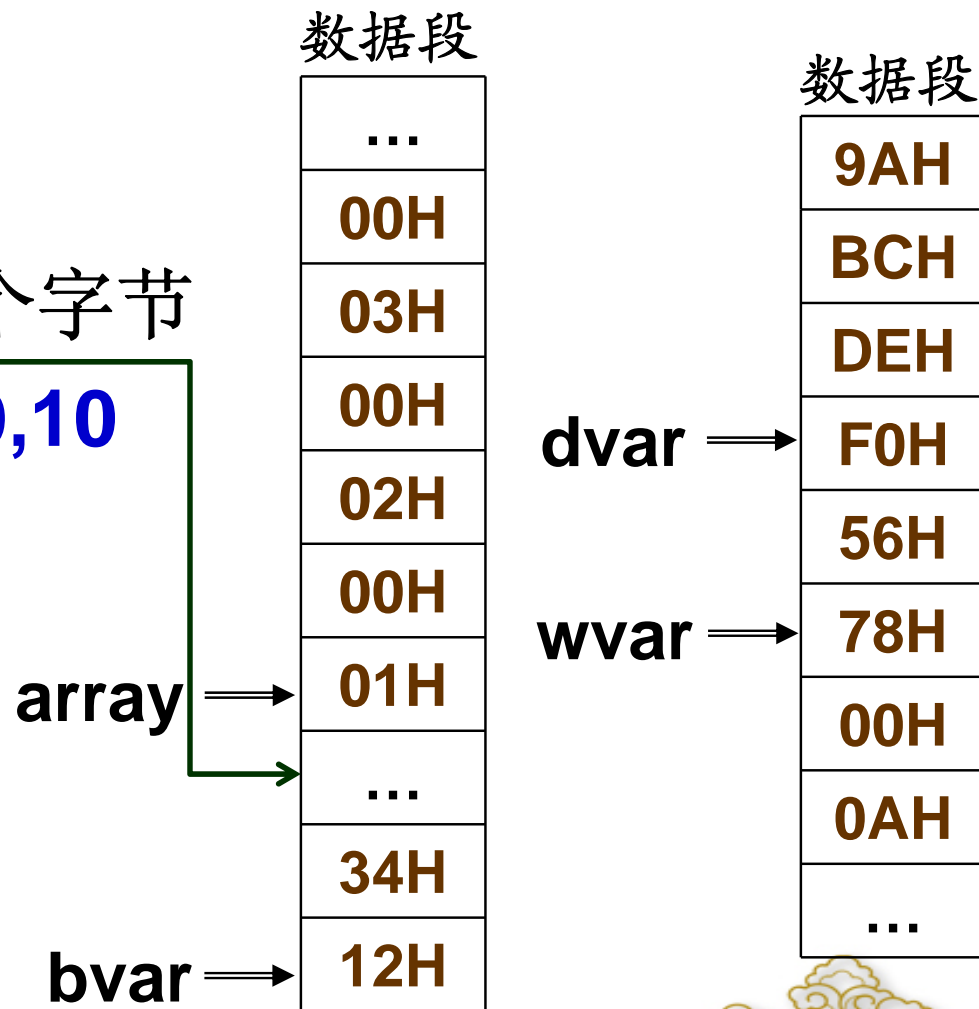 数据段
...
00H
03H
个字节
00H
,10
02H
00H
array
01H
...
34H
bvar
12H
数据段
9AH
BCH
DEH
dvar
F0H
56H
wvar
78H
00H
0AH
...